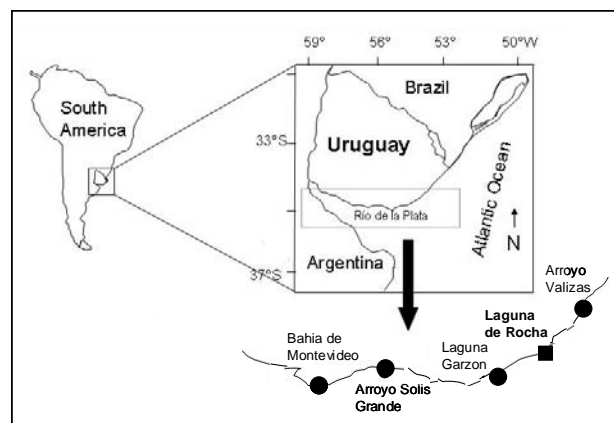 59°
56°
53°
50°W
South
America
Brazil
33°S
Uruguay
Rio de la Plata
Atlantic Ocean
N
37°S
Argentina
Arroyo
Valizas
Laguna
de Rocha
Bahia de
Montevideo
Laguna
Garzon
Arroyo Solis
Grande